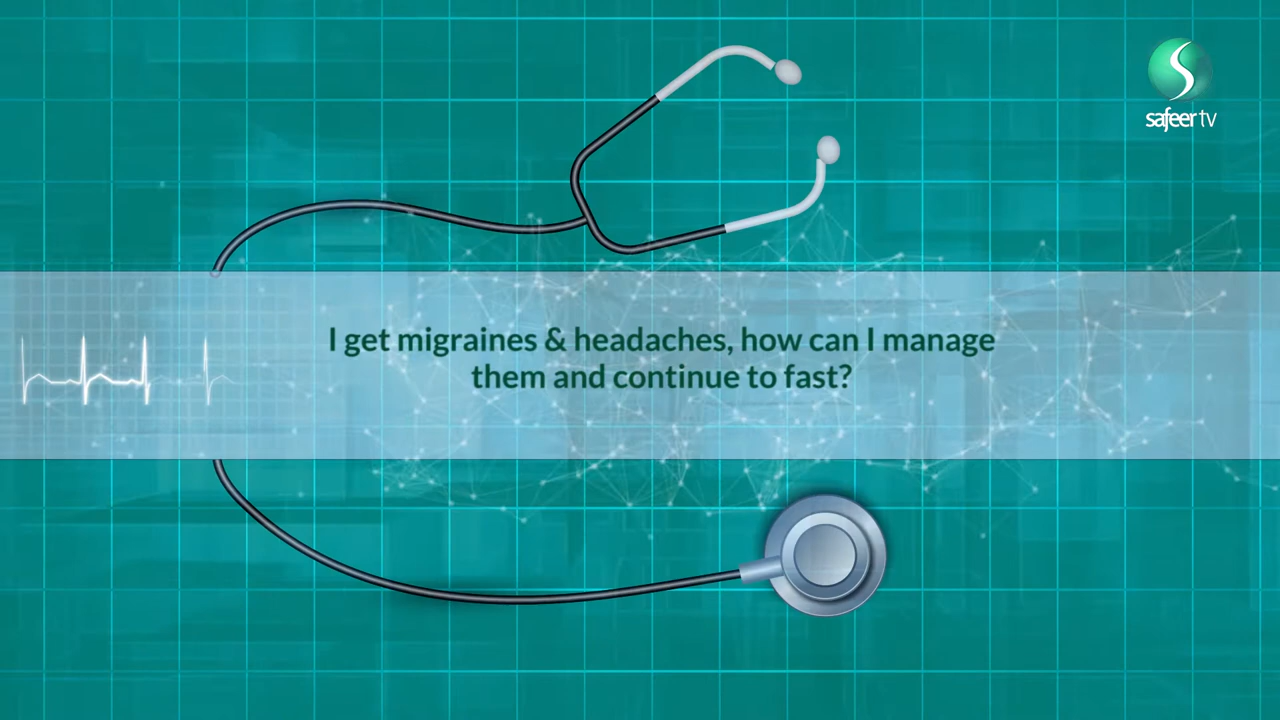 safeer tv
I get migraines & headaches, how can I manage
them and continue to fast?